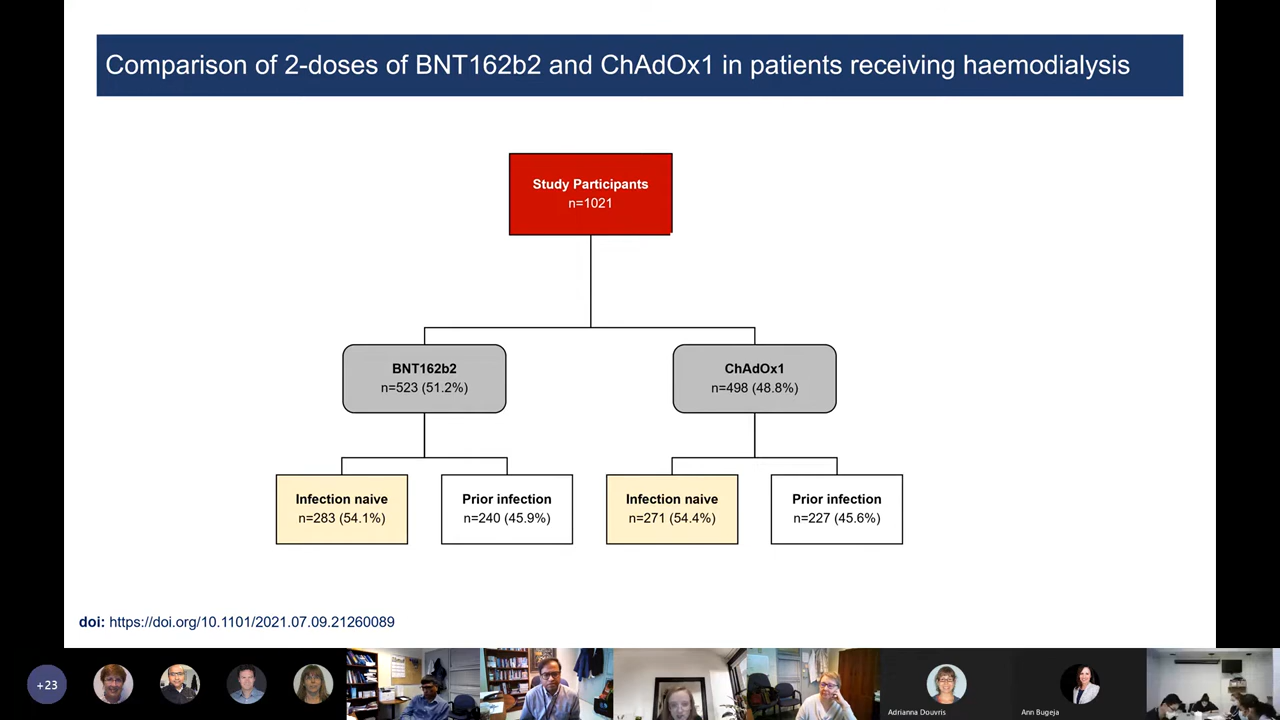 Comparison of 2-doses of BNT162b2 and ChAdOx1 in patients receiving haemodialysis
Study Participants
n=1021
BNT162b2
n=523 (51.2%)
ChAdOx1
n=498 (48.8%)
Infection naive
n=283 (54.1%)
Prior infection
n=240 (45.9%)
Infection naive
n=271 (54.4%)
Prior infection
n=227 (45.6%)
doi: https://doi.org/10.1101/2021.07.09.21260089
+23
Adrianna Douvris
Ann Bugeja